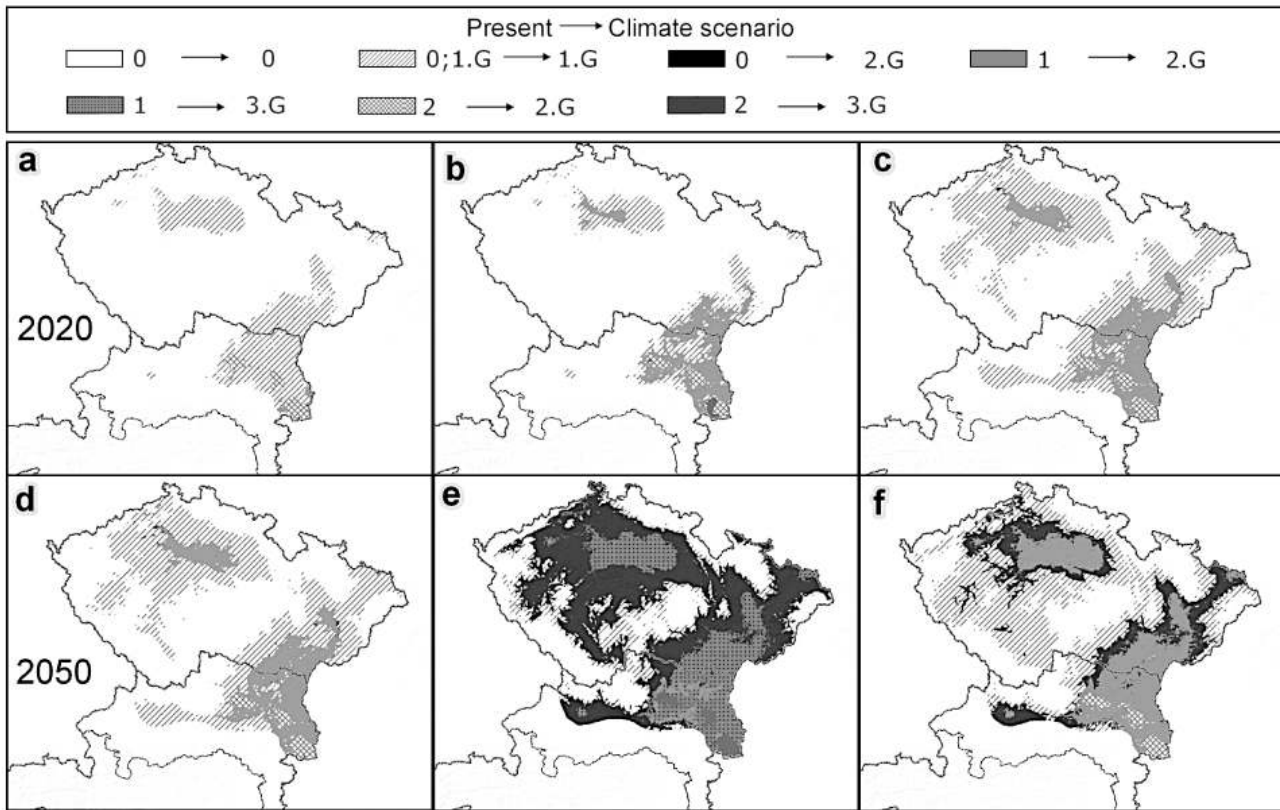 Present → Climate scenario
0 → 0 0;1.G → 1.G 0 → 2.G 1 → 2.G
1 → 3.G 2 → 2.G 2 → 3.G
a b c
2020
d e f
2050